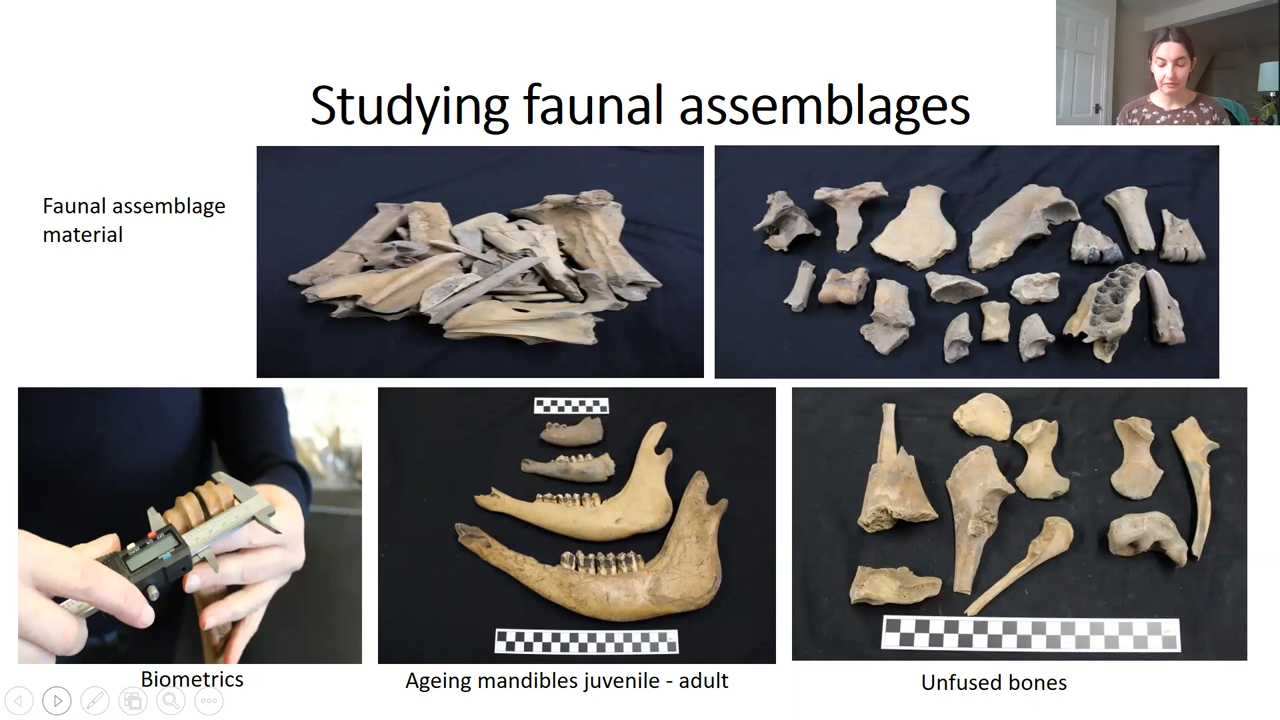 Studying faunal assemblages
Faunal assemblage
material
Biometrics
Ageing mandibles juvenile - adult
Unfused bones